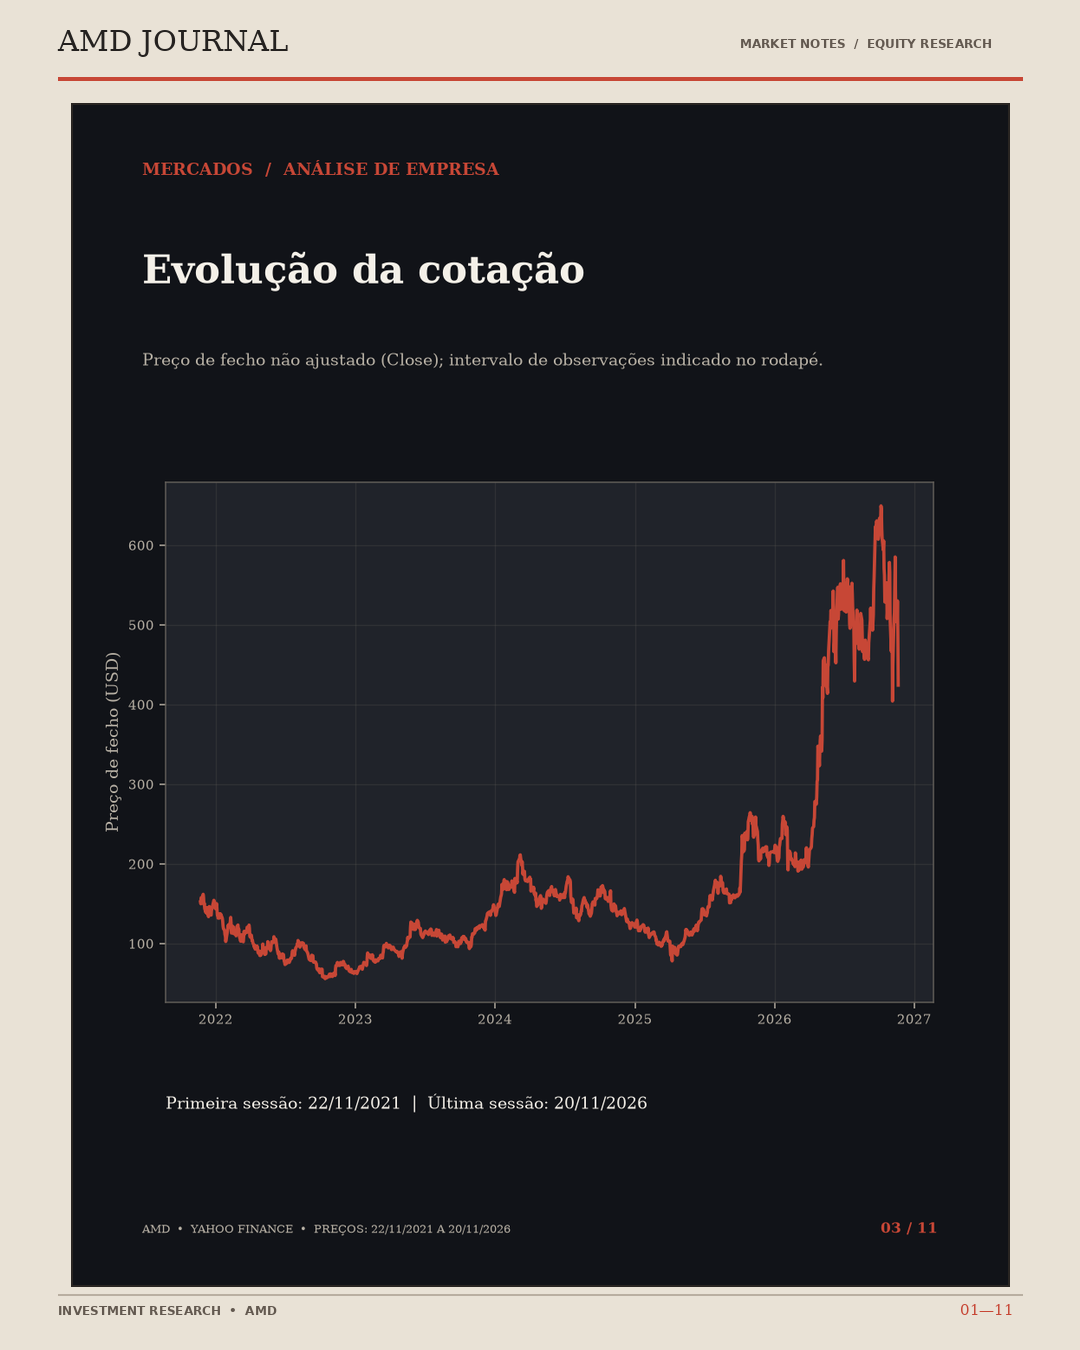 AMD JOURNAL
MARKET NOTES / EQUITY RESEARCH
MERCADOS / ANÁLISE DE EMPRESA
Evolução da cotação
Preço de fecho não ajustado (Close); intervalo de observações indicado no rodapé.
Preço de fecho (USD)
600
500
400
300
200
100
2022 2023 2024 2025 2026 2027
Primeira sessão: 22/11/2021 | Última sessão: 20/11/2026
AMD • YAHOO FINANCE • PREÇOS: 22/11/2021 A 20/11/2026
03 / 11
INVESTMENT RESEARCH • AMD
01—11